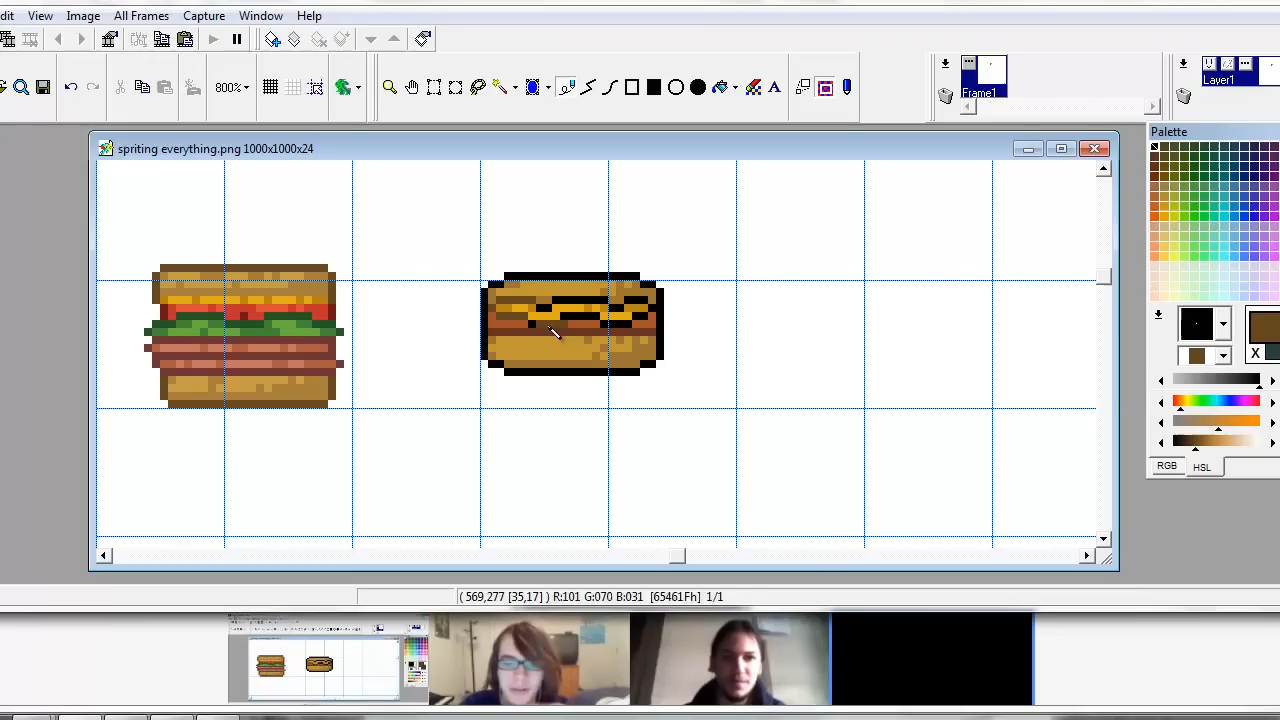 dit View Image All Frames Capture Window Help
800%
A
Frame1
Layer1
spriting everything.png 1000x1000x24
Palette
X
RGB HSL
( 569,277 [35,17] ) R:101 G:070 B:031 [65461Fh] 1/1